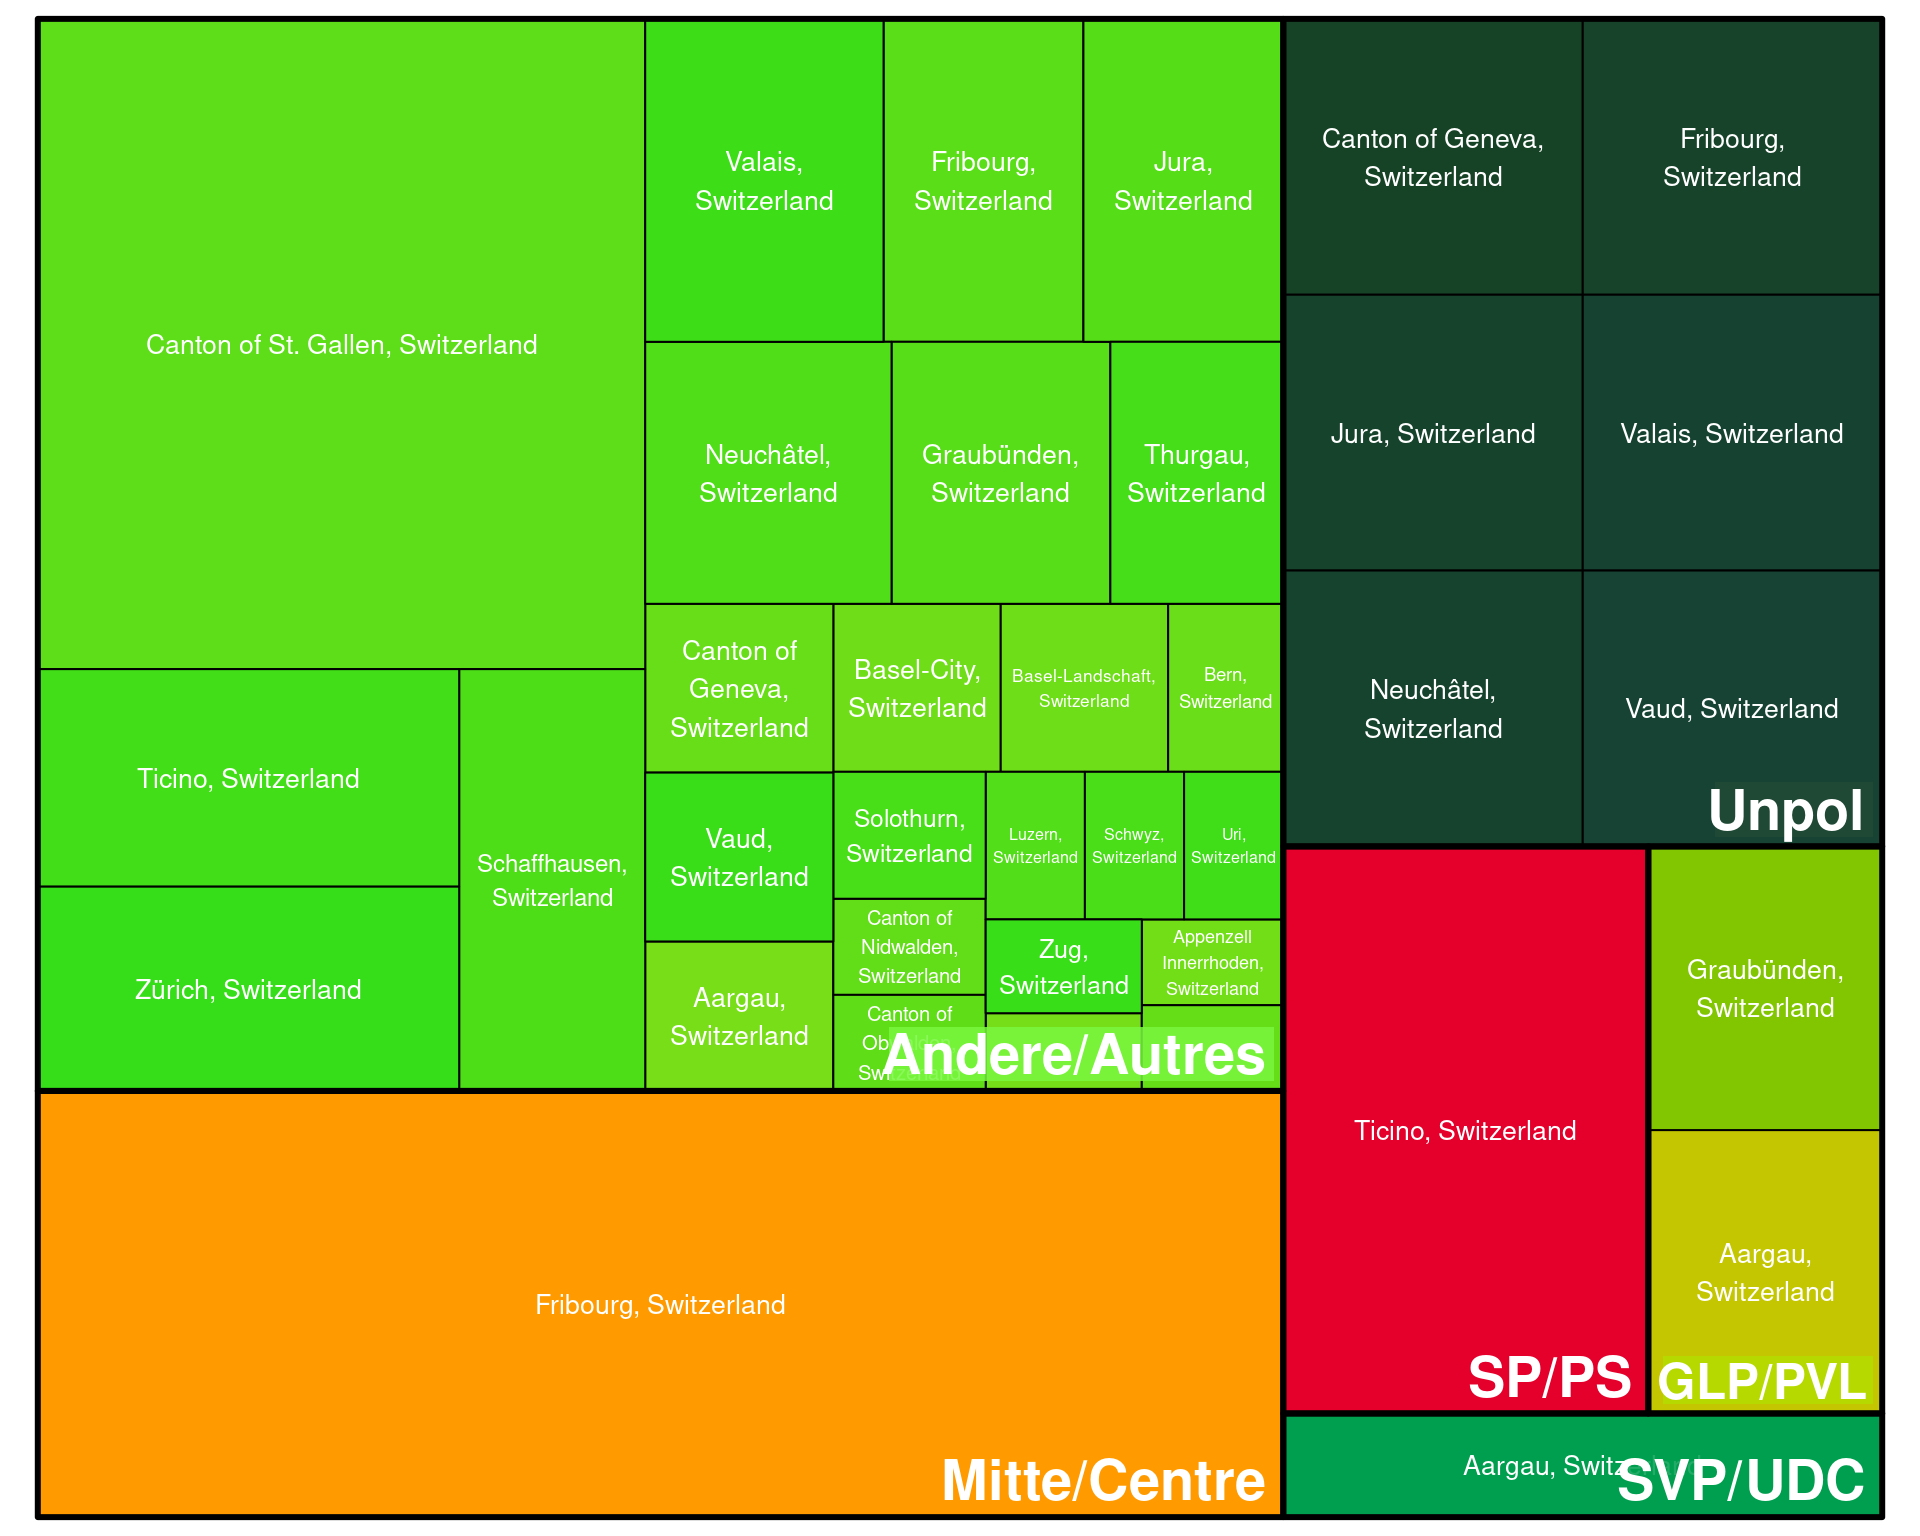 Canton of St. Gallen, Switzerland
Valais,
Switzerland
Fribourg,
Switzerland
Jura,
Switzerland
Neuchâtel,
Switzerland
Graubünden,
Switzerland
Thurgau,
Switzerland
Ticino, Switzerland
Zürich, Switzerland
Schaffhausen,
Switzerland
Canton of
Geneva,
Switzerland
Basel-City,
Switzerland
Basel-Landschaft,
Switzerland
Bern,
Switzerland
Vaud,
Switzerland
Aargau,
Switzerland
Solothurn,
Switzerland
Luzern,
Switzerland
Schwyz,
Switzerland
Uri,
Switzerland
Canton of
Nidwalden,
Switzerland
Zug,
Switzerland
Appenzell
Innerrhoden,
Switzerland
Canton of
Obwalden,
Switzerland
Andere/Autres
Fribourg, Switzerland
Mitte/Centre
Canton of Geneva,
Switzerland
Fribourg,
Switzerland
Jura, Switzerland
Valais, Switzerland
Neuchâtel,
Switzerland
Vaud, Switzerland
Unpol
Ticino, Switzerland
SP/PS
Graubünden,
Switzerland
Aargau,
Switzerland
GLP/PVL
Aargau, Switzerland
SVP/UDC